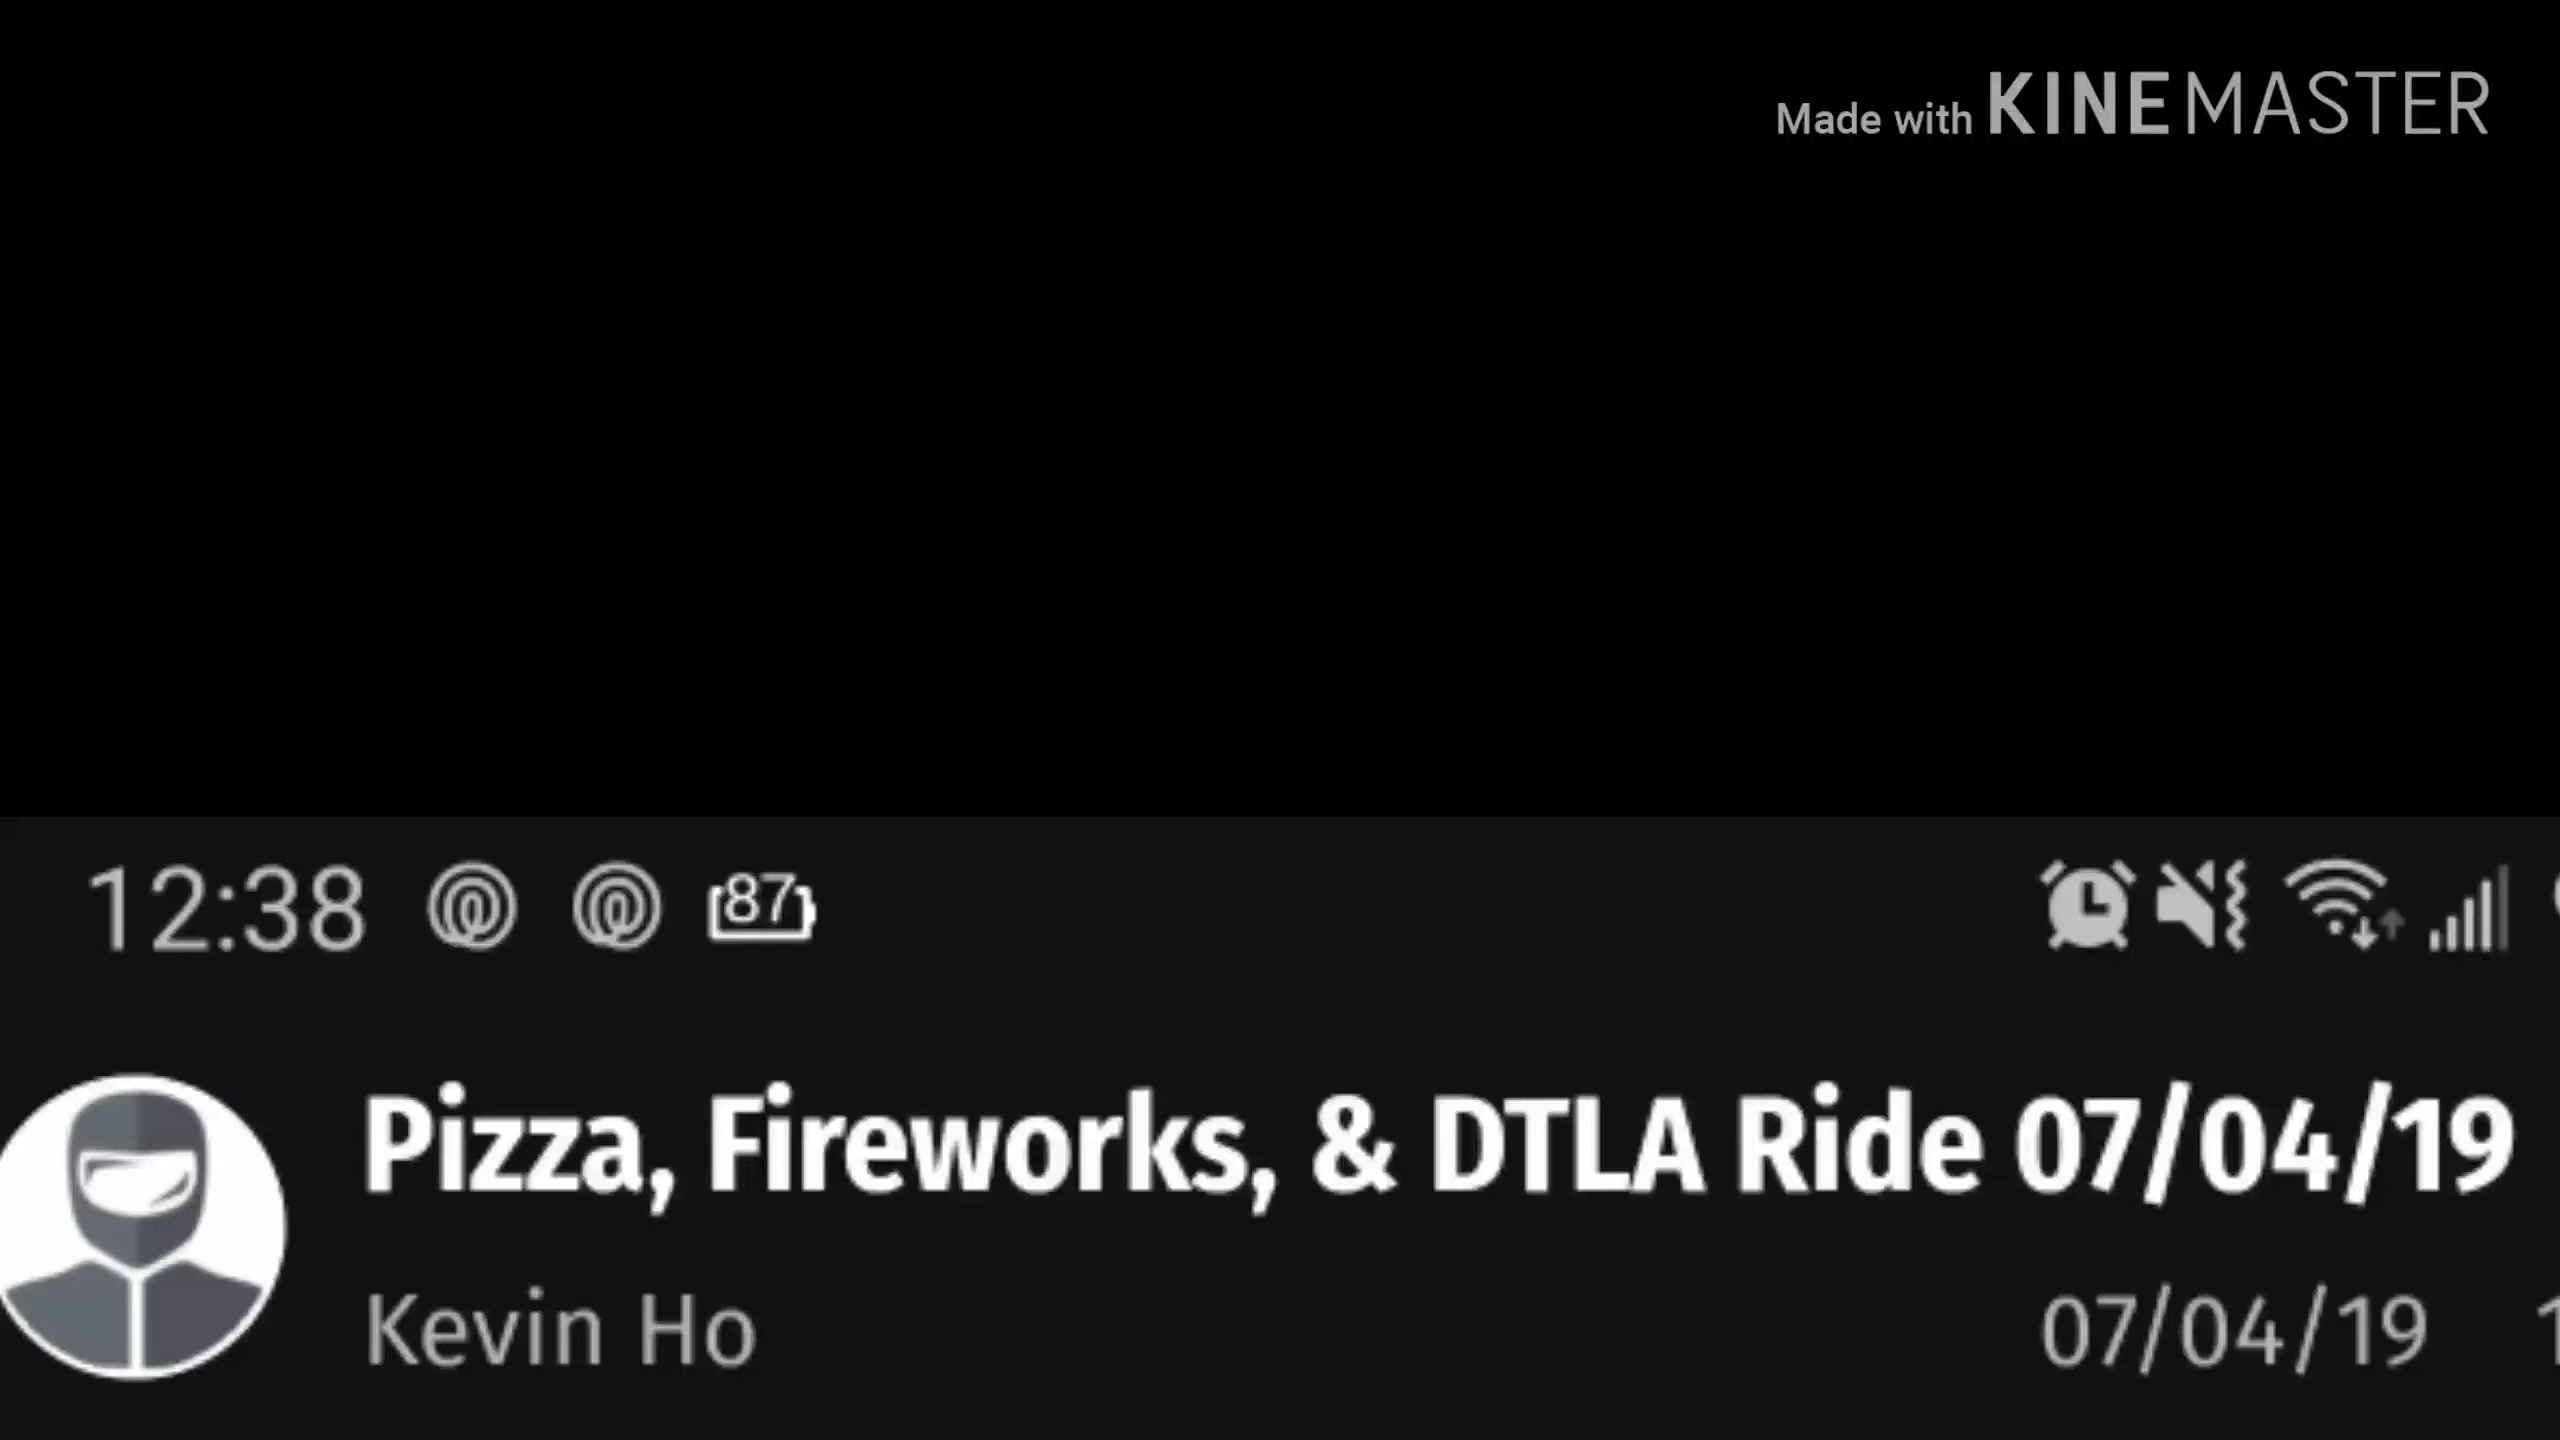 Made with KINEMASTER
12:38 @ @ 87
Pizza, Fireworks, & DTLA Ride 07/04/19
Kevin Ho 07/04/19